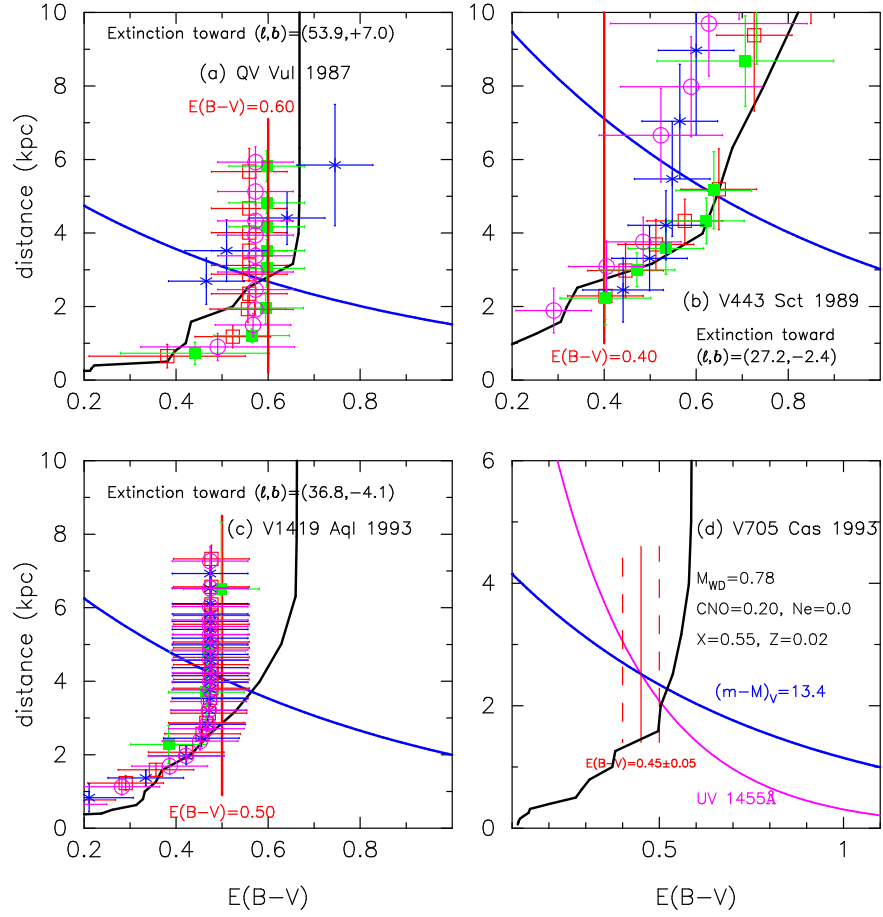 10
8
6
4
2
0
distance (kpc)
Extinction toward (ℓ,b)=(53.9,+7.0)
(a) QV Vul 1987
E(B−V)=0.60
0.2 0.4 0.6 0.8 1
10
8
6
4
2
0
(b) V443 Sct 1989
Extinction toward
E(B−V)=0.40 (ℓ,b)=(27.2,−2.4)
0.2 0.4 0.6 0.8 1
10
8
6
4
2
0
distance (kpc)
Extinction toward (ℓ,b)=(36.8,−4.1)
(c) V1419 Aql 1993
E(B−V)=0.50
0.2 0.4 0.6 0.8 1
E(B−V)
6
4
2
0
(d) V705 Cas 1993
M_WD=0.78
CNO=0.20, Ne=0.0
X=0.55, Z=0.02
(m−M)_V=13.4
E(B−V)=0.45±0.05
UV 1455Å
0.5 1
E(B−V)